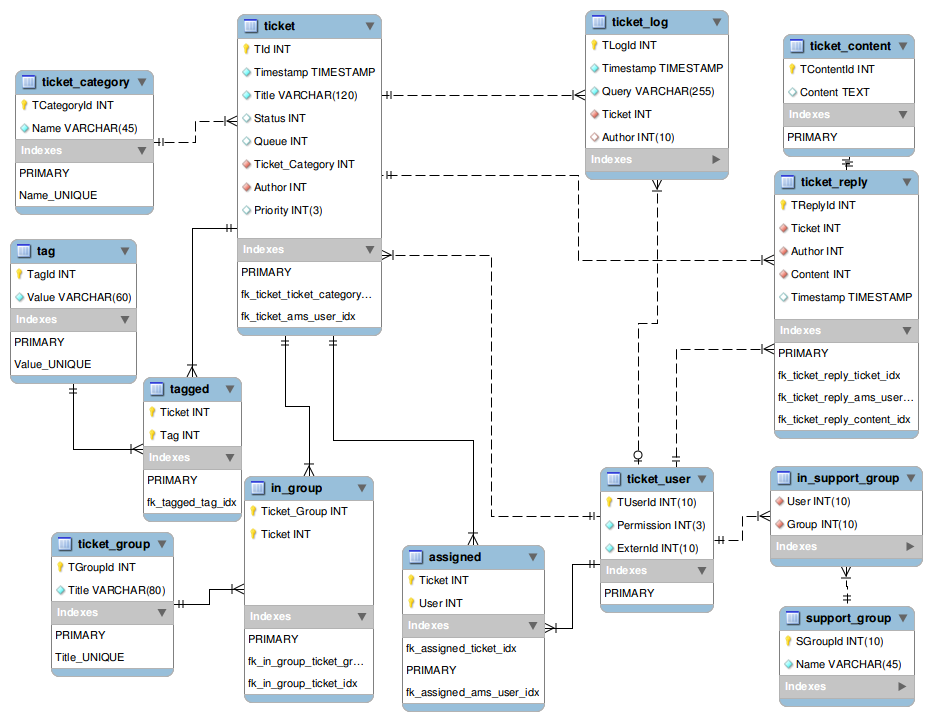 ticket
TId INT
Timestamp TIMESTAMP
Title VARCHAR(120)
Status INT
Queue INT
Ticket_Category INT
Author INT
Priority INT(3)
Indexes
PRIMARY
fk_ticket_ticket_category...
fk_ticket_ams_user_idx
ticket_log
TLogId INT
Timestamp TIMESTAMP
Query VARCHAR(255)
Ticket INT
Author INT(10)
Indexes
ticket_content
TContentId INT
Content TEXT
Indexes
PRIMARY
ticket_category
TCategoryId INT
Name VARCHAR(45)
Indexes
PRIMARY
Name_UNIQUE
ticket_reply
TReplyId INT
Ticket INT
Author INT
Content INT
Timestamp TIMESTAMP
Indexes
PRIMARY
fk_ticket_reply_ticket_idx
fk_ticket_reply_ams_user...
fk_ticket_reply_content_idx
tag
TagId INT
Value VARCHAR(60)
Indexes
PRIMARY
Value_UNIQUE
tagged
Ticket INT
Tag INT
Indexes
PRIMARY
fk_tagged_tag_idx
in_group
Ticket_Group INT
Ticket INT
Indexes
PRIMARY
fk_in_group_ticket_gr...
fk_in_group_ticket_idx
ticket_user
TUserId INT(10)
Permission INT(3)
ExternId INT(10)
Indexes
PRIMARY
in_support_group
User INT(10)
Group INT(10)
Indexes
ticket_group
TGroupId INT
Title VARCHAR(80)
Indexes
PRIMARY
Title_UNIQUE
assigned
Ticket INT
User INT
Indexes
fk_assigned_ticket_idx
PRIMARY
fk_assigned_ams_user_idx
support_group
SGroupId INT(10)
Name VARCHAR(45)
Indexes